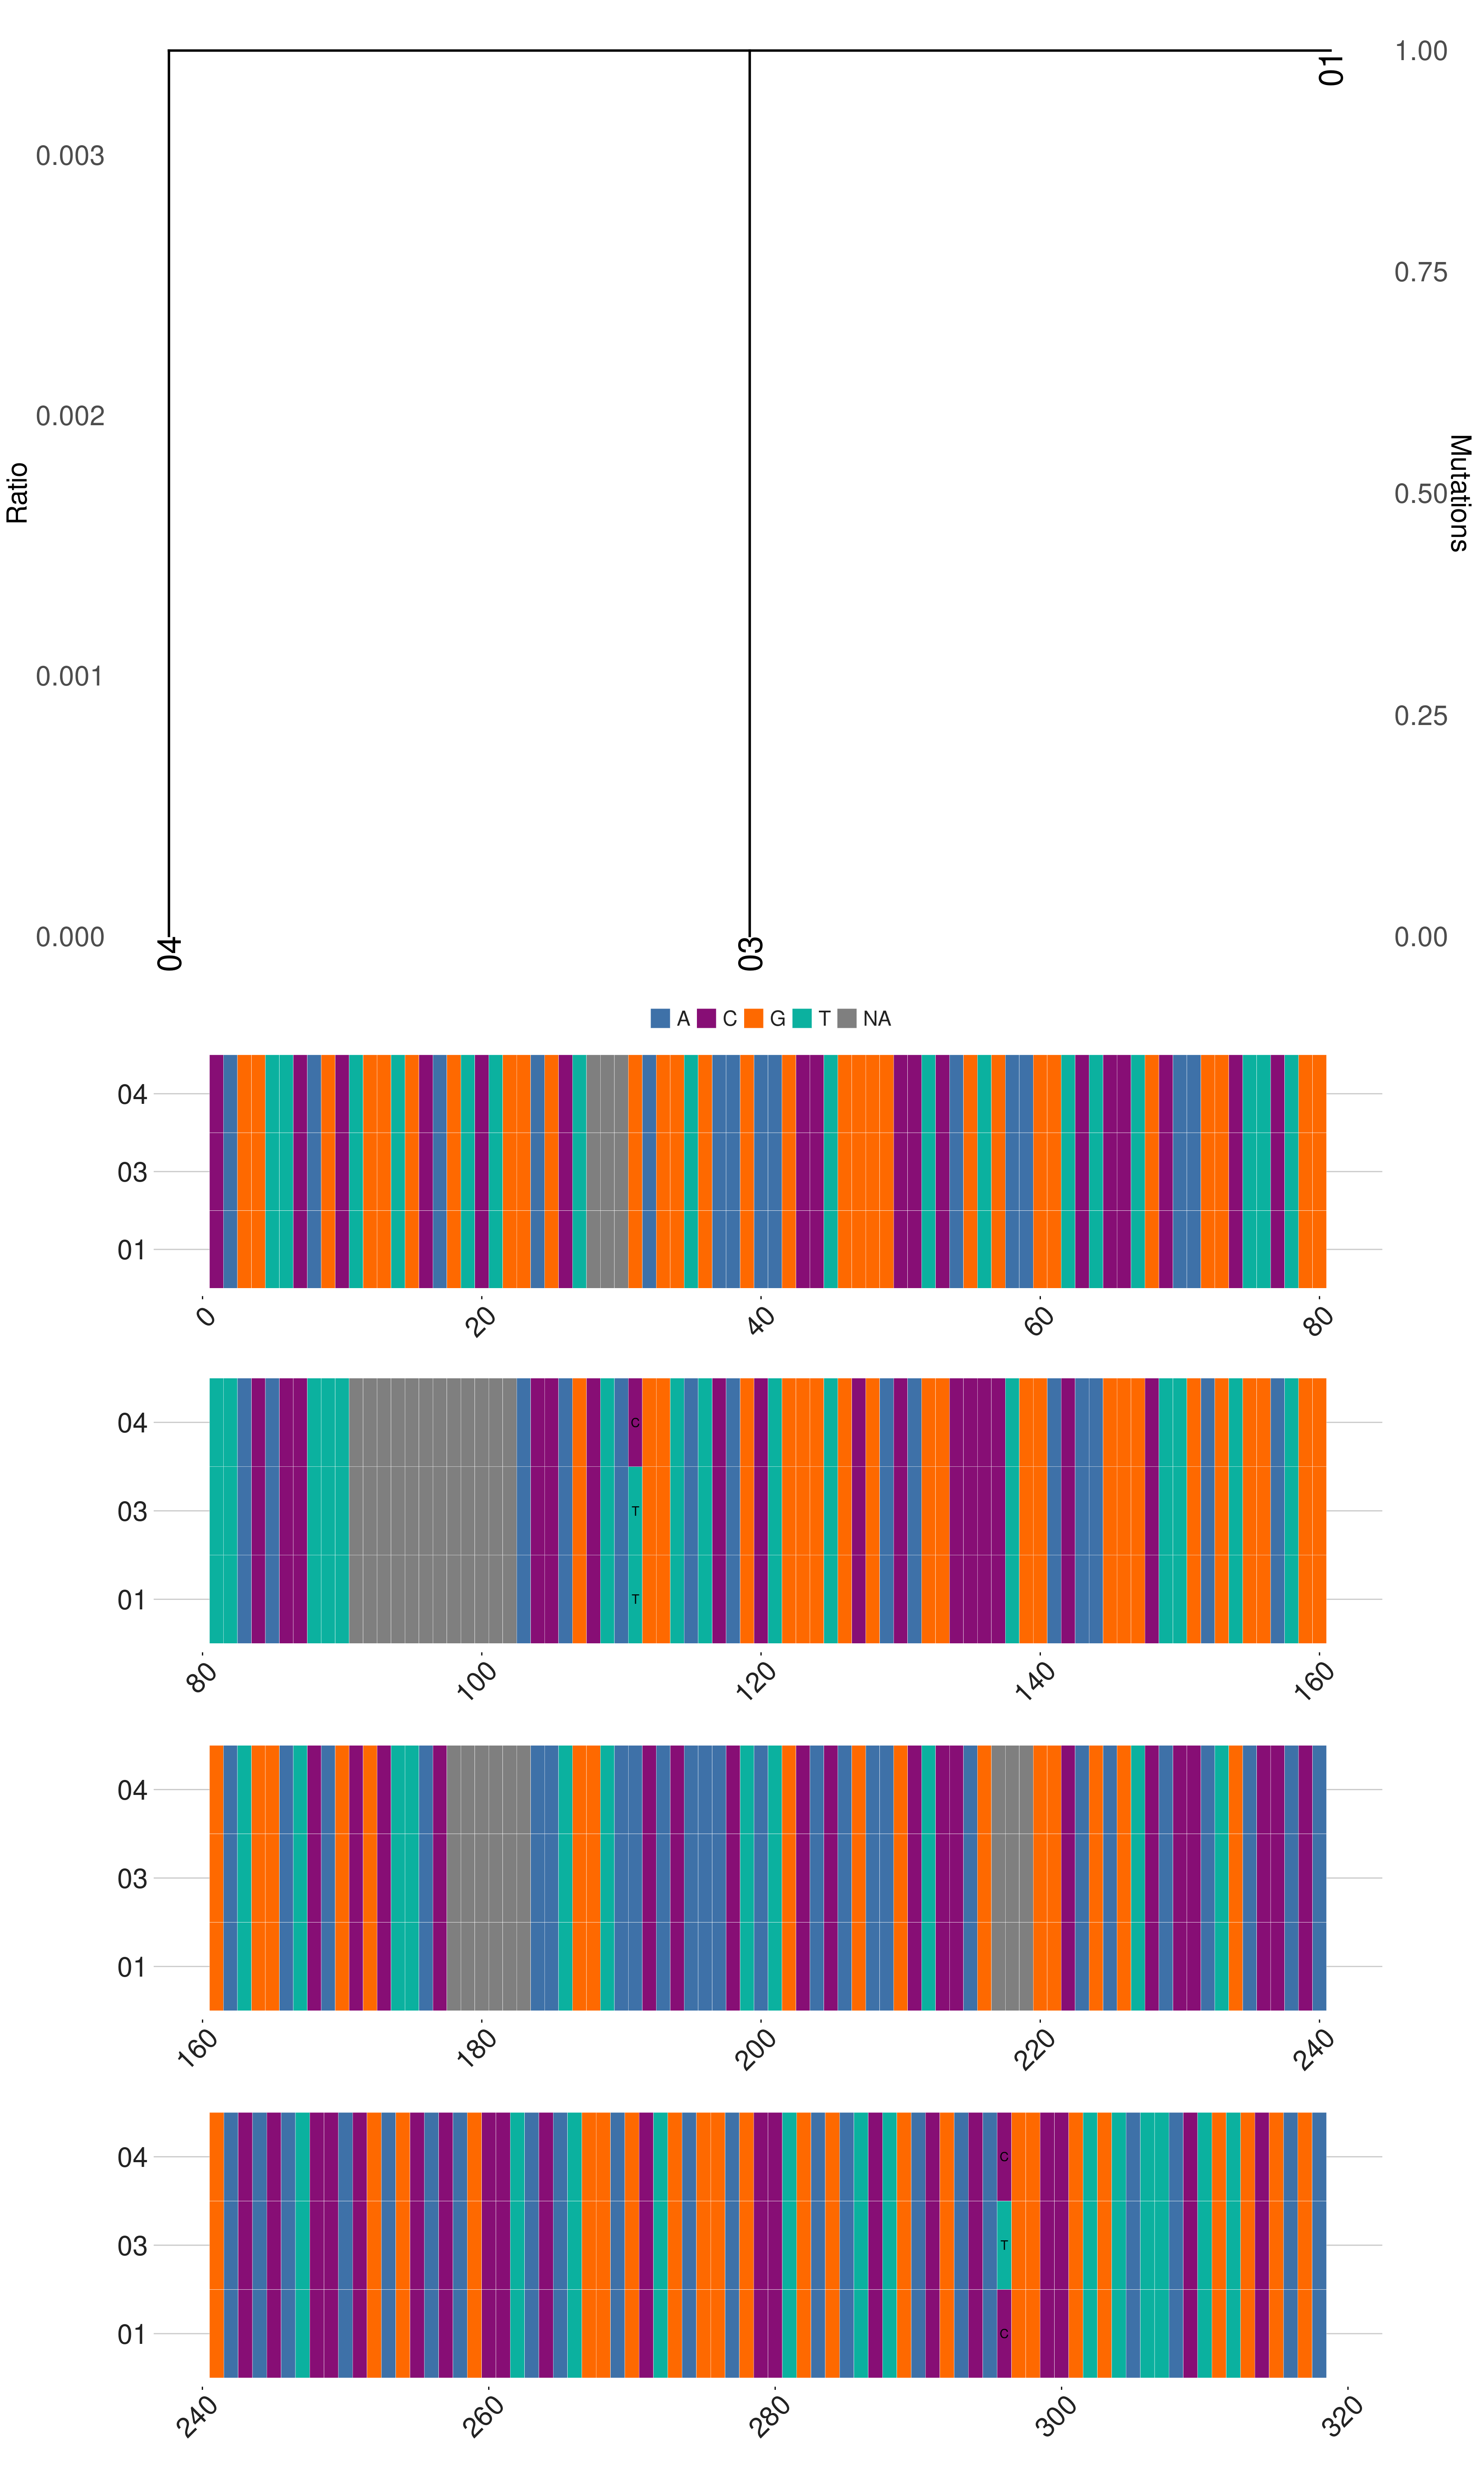 01
1.00
0.003
0.75
0.002
Ratio
0.50
Mutations
0.001
0.25
0.000
0.00
04
03
A C G T NA
04
03
01
0 20 40 60 80
04 C
03 T
01 T
80 100 120 140 160
04
03
01
160 180 200 220 240
04 C
03 T
01 C
240 260 280 300 320